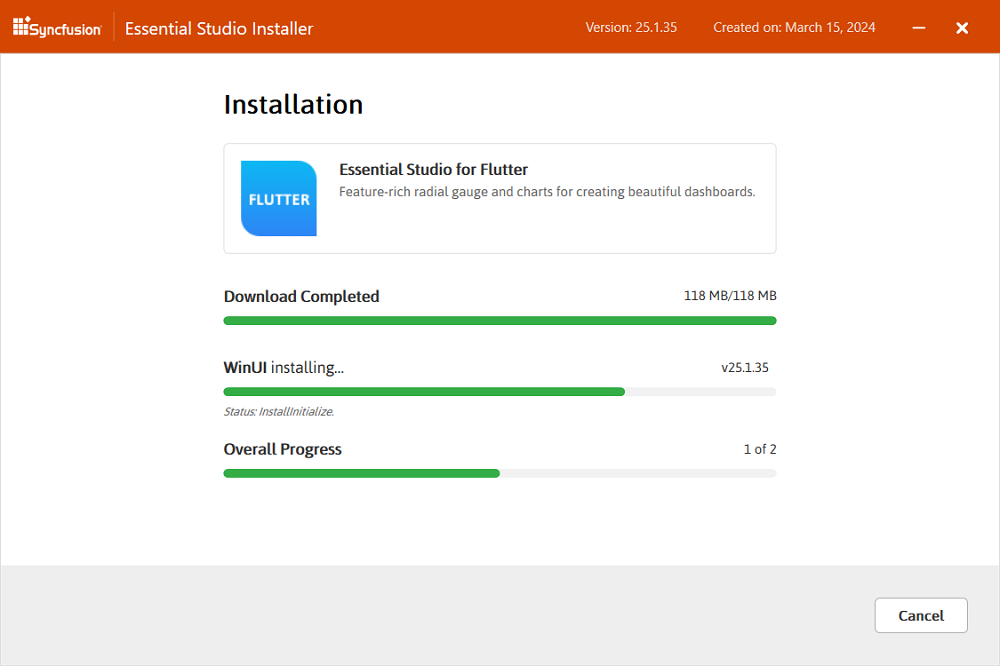 Syncfusion Essential Studio Installer Version: 25.1.35 Created on: March 15, 2024
Installation
FLUTTER
Essential Studio for Flutter
Feature-rich radial gauge and charts for creating beautiful dashboards.
Download Completed 118 MB/118 MB
WinUI installing... v25.1.35
Status: InstallInitialize.
Overall Progress 1 of 2
Cancel